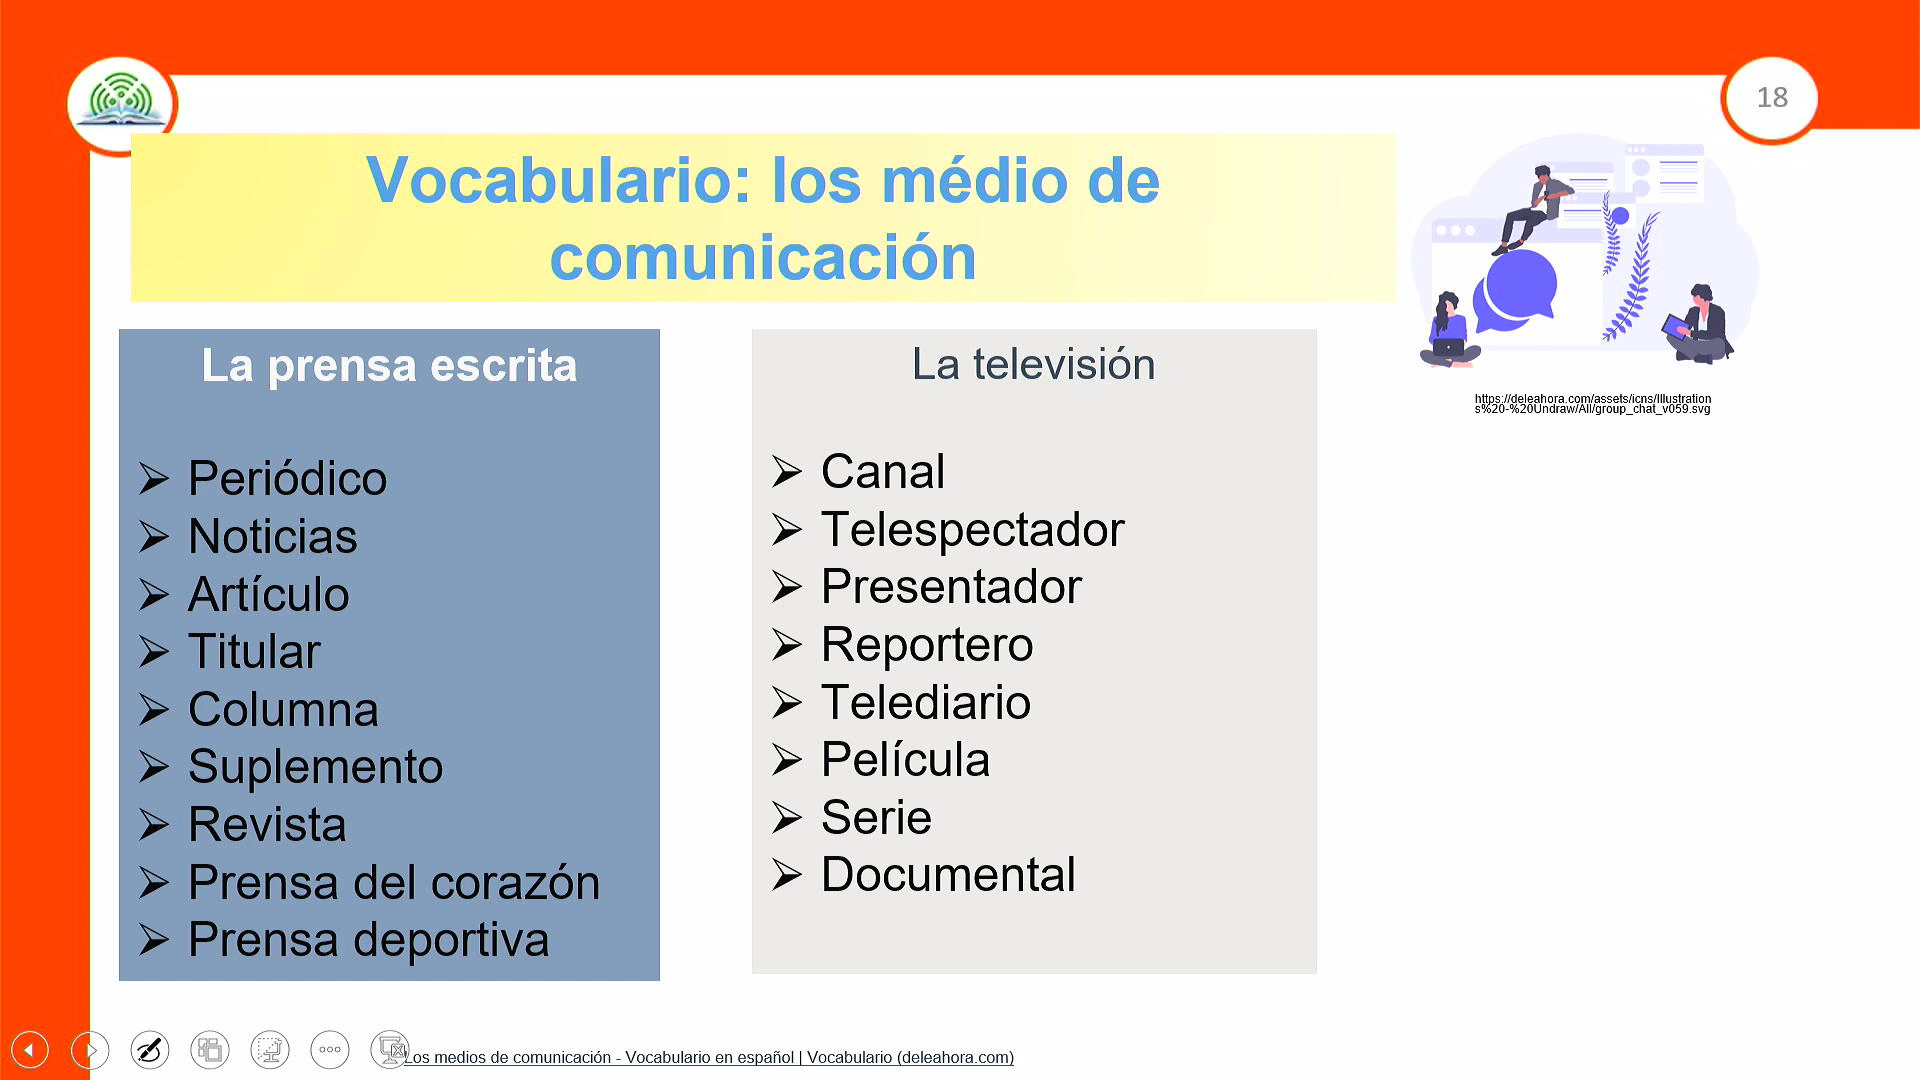 18
Vocabulario: los médio de
comunicación
La prensa escrita
Periódico
Noticias
Artículo
Titular
Columna
Suplemento
Revista
Prensa del corazón
Prensa deportiva
La televisión
Canal
Telespectador
Presentador
Reportero
Telediario
Película
Serie
Documental
https://deleahora.com/assets/icns/Illustration
s%20-%20Undraw/All/group_chat_v059.svg
Los medios de comunicación - Vocabulario en español | Vocabulario (deleahora.com)